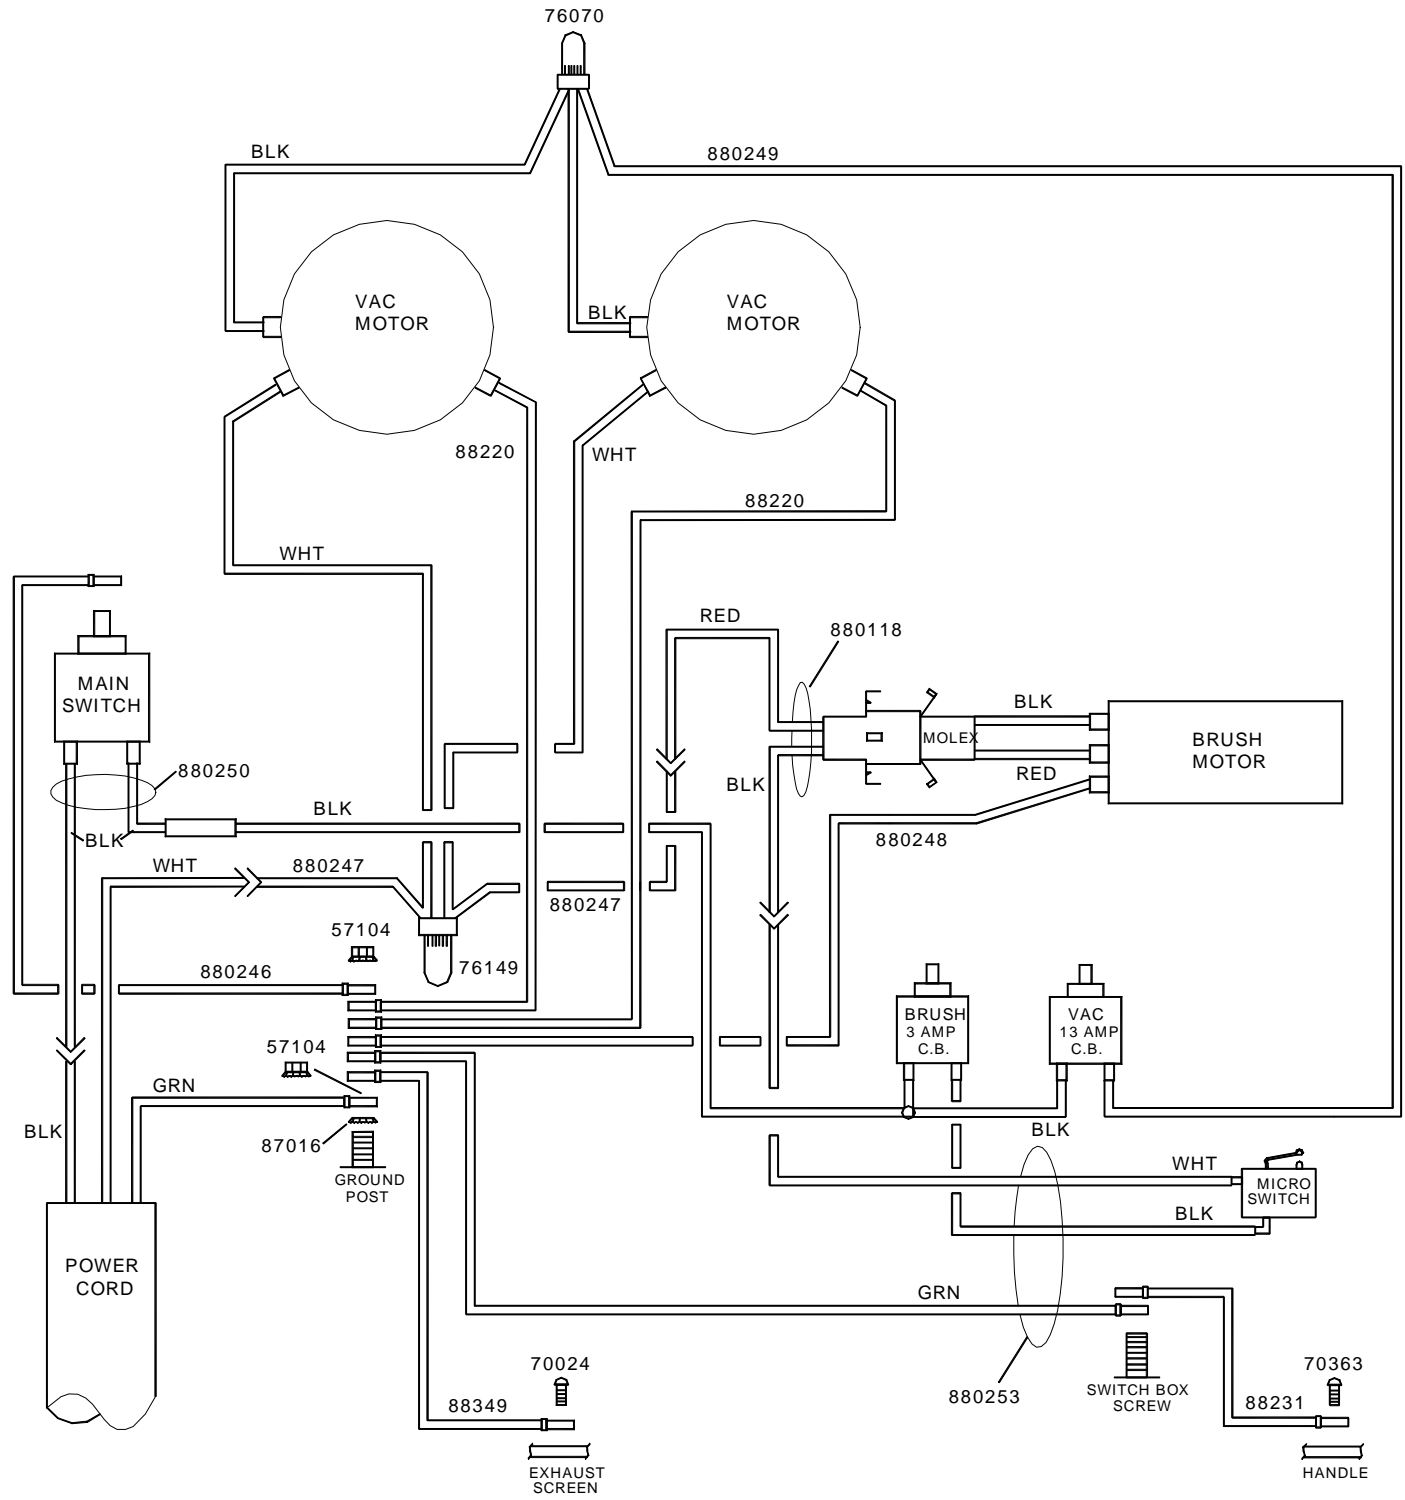 76070
BLK
880249
VAC
MOTOR
BLK
VAC
MOTOR
88220
WHT
88220
WHT
RED
880118
MAIN
SWITCH
BLK
MOLEX
BRUSH
MOTOR
RED
880250
BLK
BLK
BLK
880248
WHT
880247
880247
57104
76149
880246
BRUSH
3 AMP
C.B.
VAC
13 AMP
C.B.
57104
GRN
BLK
87016
BLK
GROUND
POST
WHT
MICRO
SWITCH
BLK
POWER
CORD
GRN
70024
880253
SWITCH BOX
SCREW
70363
88349
88231
EXHAUST
SCREEN
HANDLE